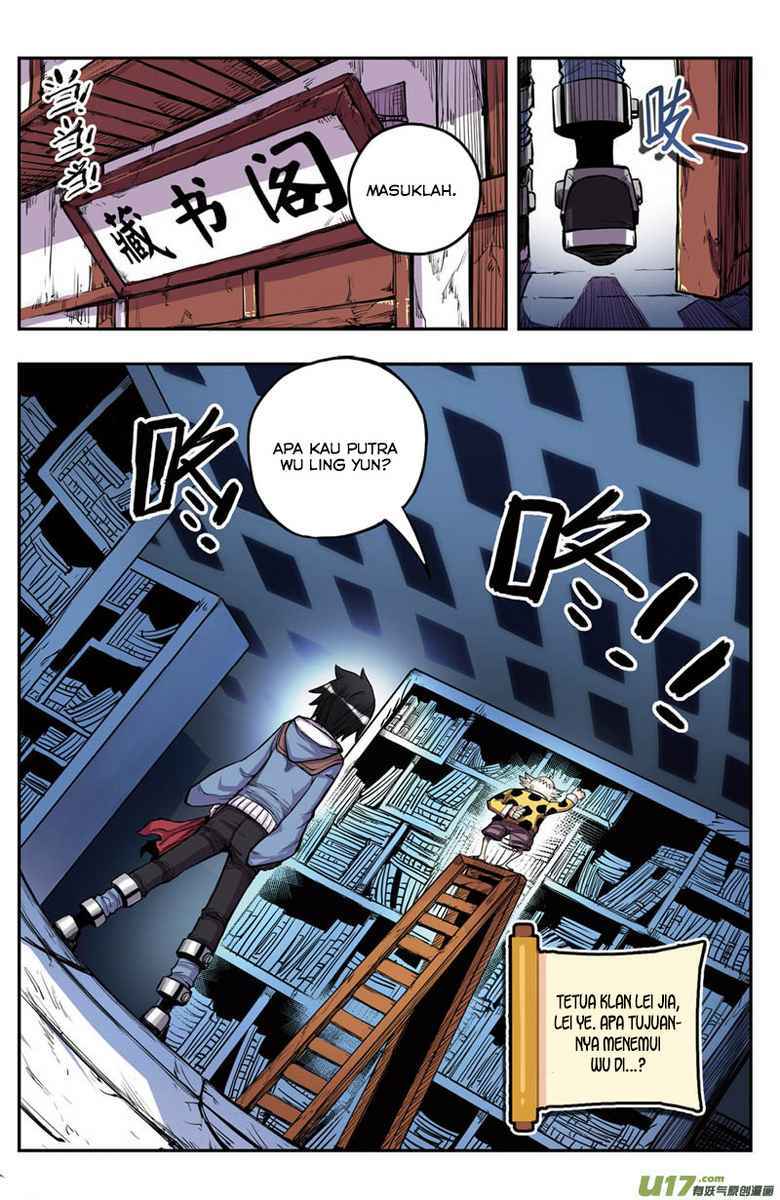 当!
当!
当!
藏书阁
MASUKLAH.
吱—
APA KAU PUTRA
WU LING YUN?
咚!
咚!!
TETUA KLAN LEI JIA,
LEI YE. APA TUJUAN-
NYA MENEMUI
WU DI...?
U17.com
有妖气原创漫画